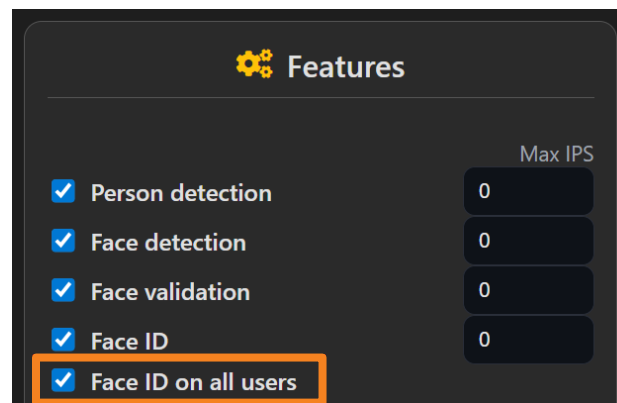 Features
Max IPS
Person detection 0
Face detection 0
Face validation 0
Face ID 0
Face ID on all users